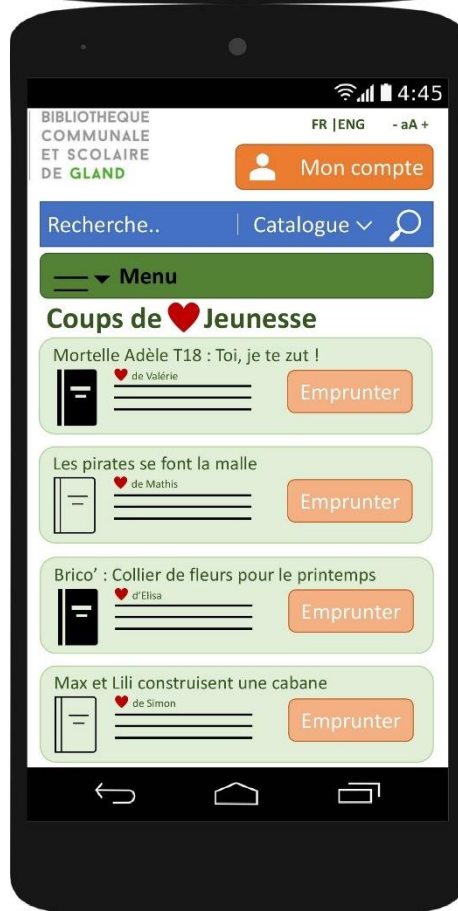 4:45
BIBLIOTHEQUE
COMMUNALE
ET SCOLAIRE
DE GLAND
FR |ENG - aA +
Mon compte
Recherche.. | Catalogue
Menu
Coups de Jeunesse
Mortelle Adèle T18 : Toi, je te zut !
de Valérie
Emprunter
Les pirates se font la malle
de Mathis
Emprunter
Brico’ : Collier de fleurs pour le printemps
d’Elisa
Emprunter
Max et Lili construisent une cabane
de Simon
Emprunter